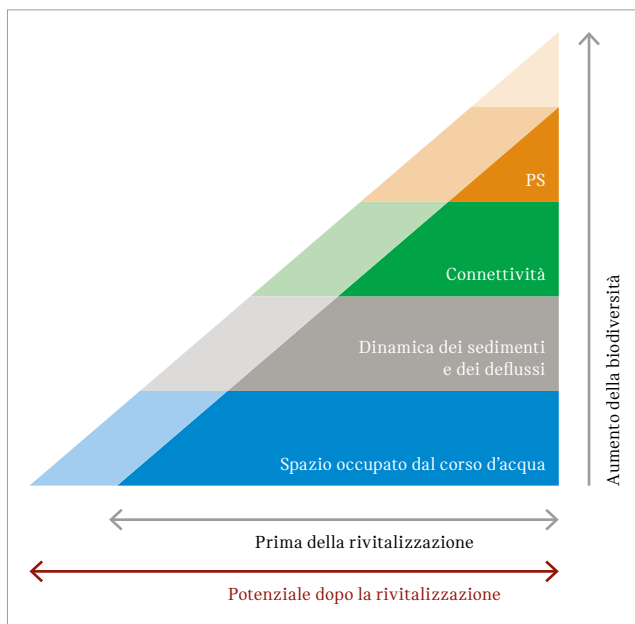 PS
Connettività
Dinamica dei sedimenti
e dei deflussi
Spazio occupato dal corso d’acqua
Aumento della biodiversità
Prima della rivitalizzazione
Potenziale dopo la rivitalizzazione